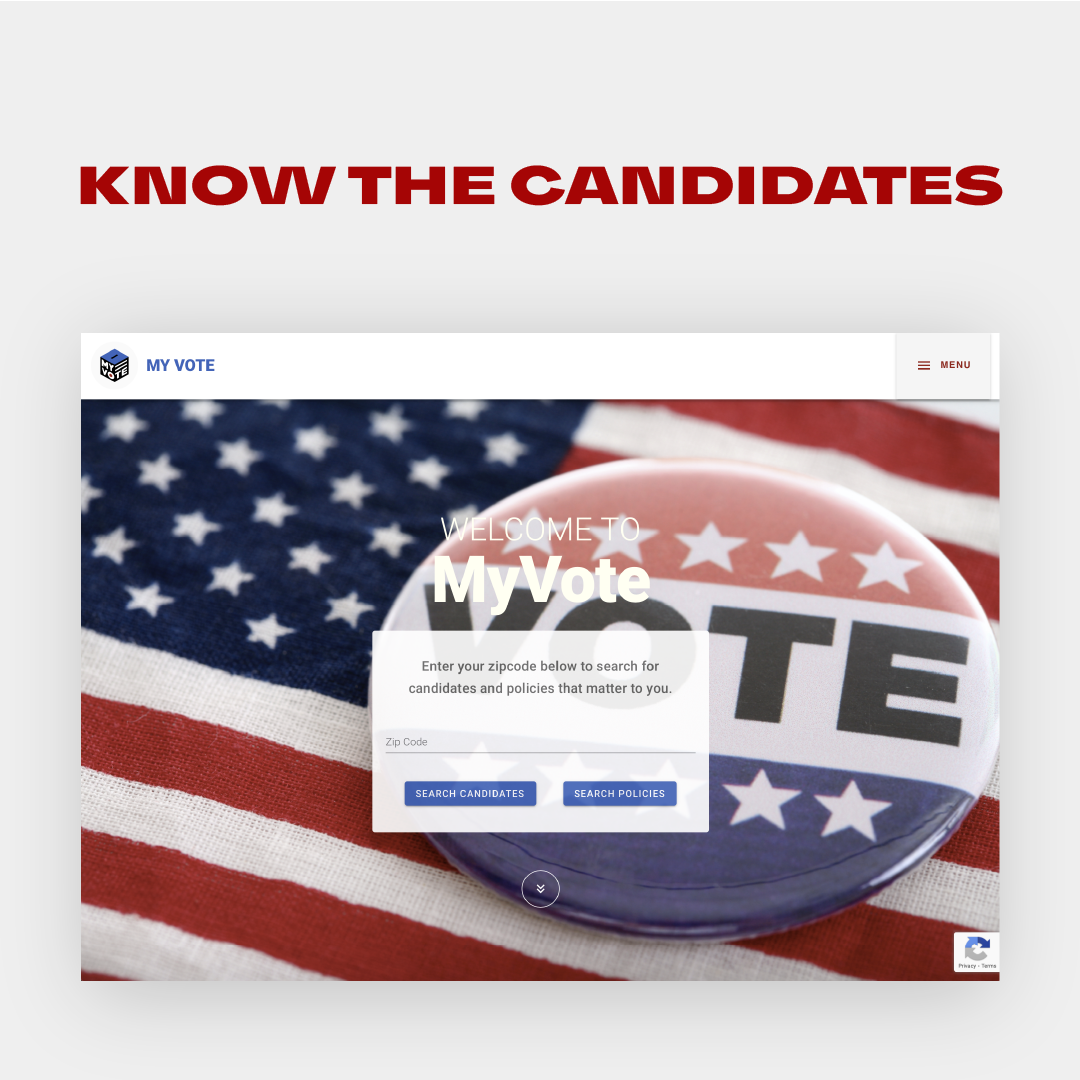 KNOW THE CANDIDATES
MY VOTE
MY VOTE
MENU
WELCOME TO
MyVote
VOTE
Enter your zipcode below to search for
candidates and policies that matter to you.
Zip Code
SEARCH CANDIDATES
SEARCH POLICIES
Privacy - Terms